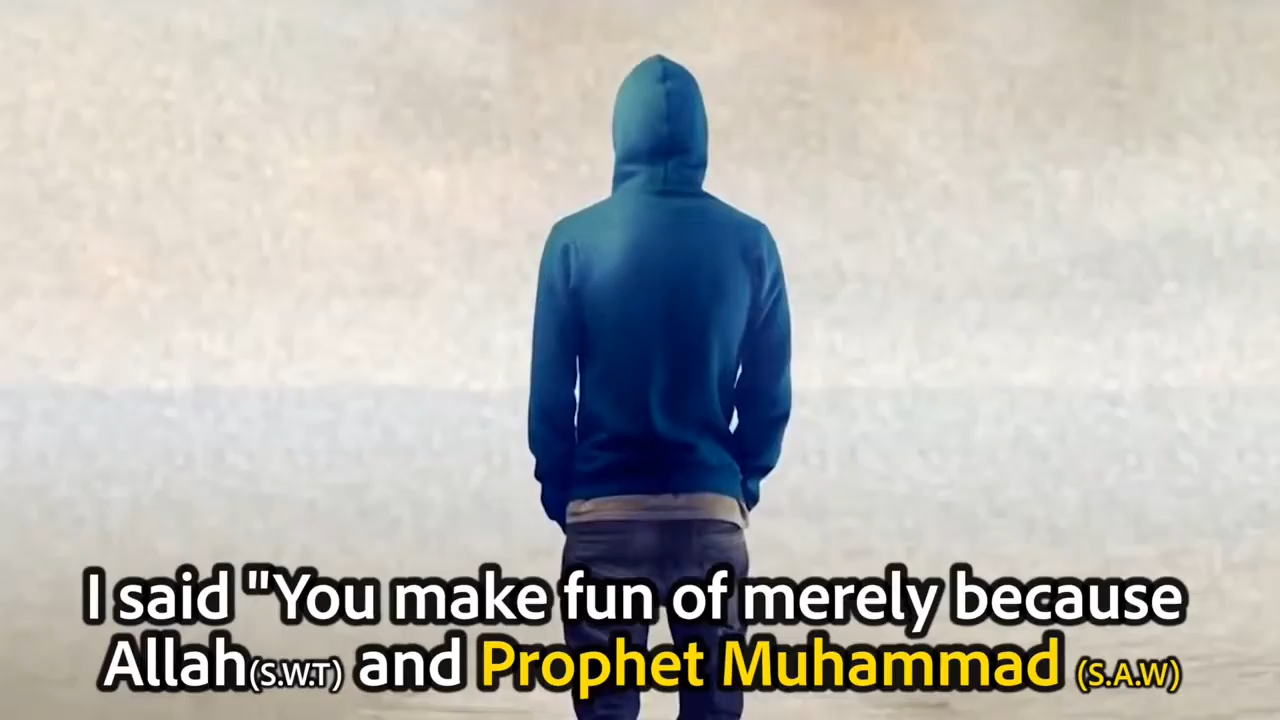 I said "You make fun of merely because
Allah(S.W.T) and Prophet Muhammad (S.A.W)